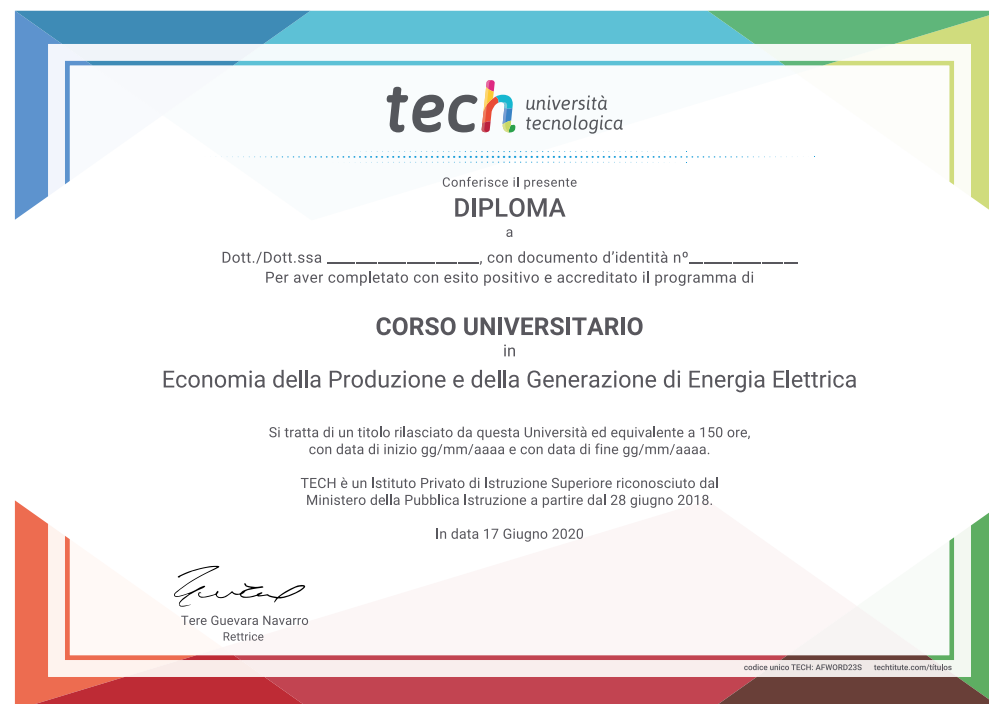 tech università
tecnologica
Conferisce il presente
DIPLOMA
a
Dott./Dott.ssa ____________________, con documento d'identità nº______________
Per aver completato con esito positivo e accreditato il programma di
CORSO UNIVERSITARIO
in
Economia della Produzione e della Generazione di Energia Elettrica
Si tratta di un titolo rilasciato da questa Università ed equivalente a 150 ore,
con data di inizio gg/mm/aaaa e con data di fine gg/mm/aaaa.
TECH è un Istituto Privato di Istruzione Superiore riconosciuto dal
Ministero della Pubblica Istruzione a partire dal 28 giugno 2018.
In data 17 Giugno 2020
Tere Guevara Navarro
Rettrice
codice unico TECH: AFWORD23S techtitute.com/títulos